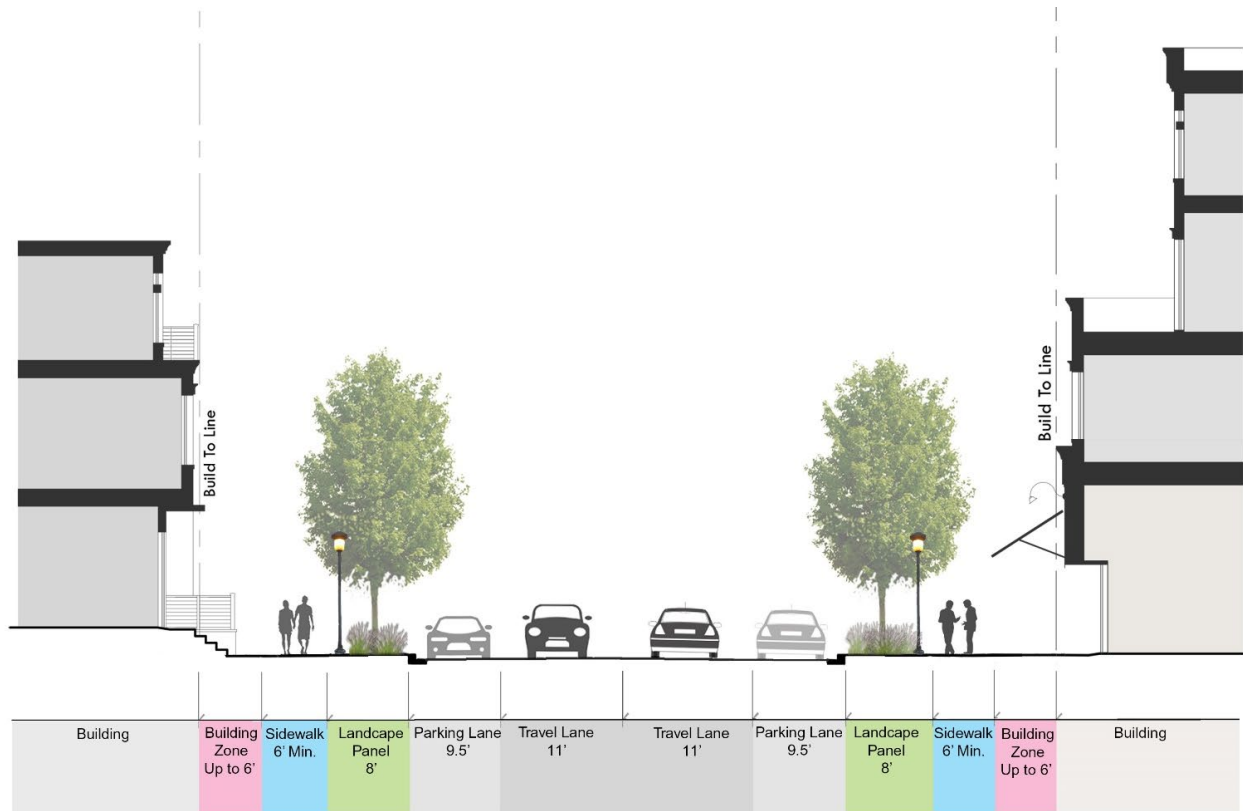 Build To Line
Build To Line
Building
Building
Zone
Up to 6'
Sidewalk
6' Min.
Landscape
Panel
8'
Parking Lane
9.5'
Travel Lane
11'
Travel Lane
11'
Parking Lane
9.5'
Landscape
Panel
8'
Sidewalk
6' Min.
Building
Zone
Up to 6'
Building